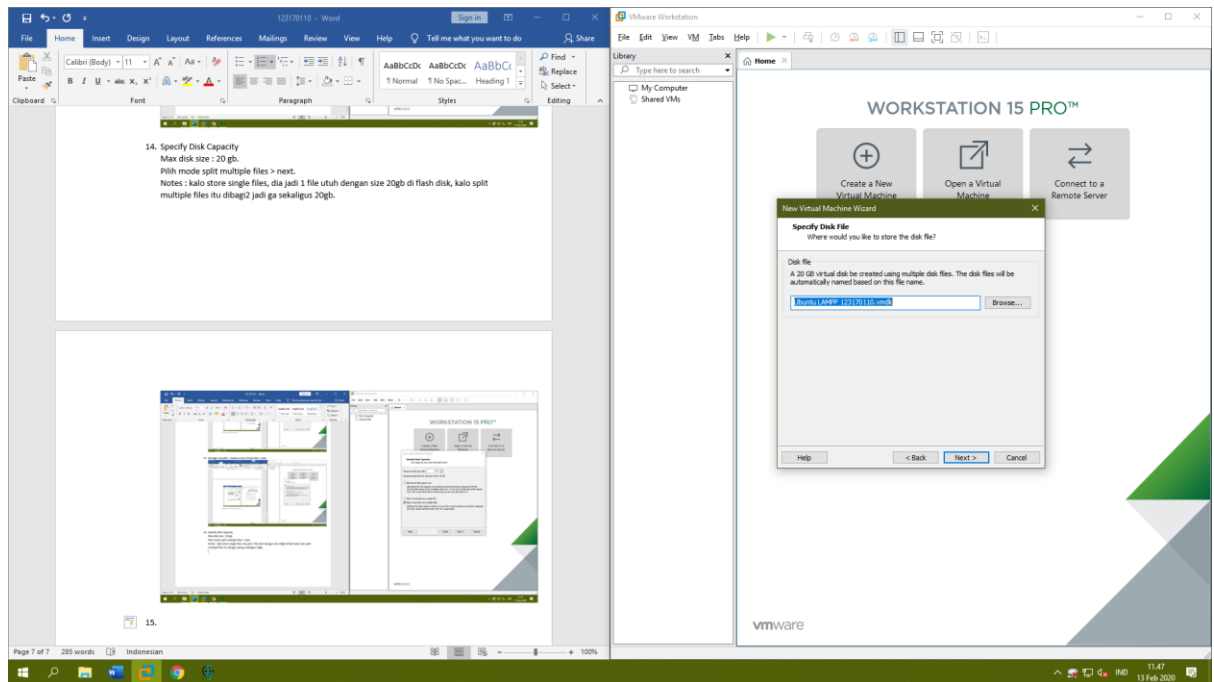 123170110 - Word
Sign in
File Home Insert Design Layout References Mailings Review View Help Tell me what you want to do Share
Paste
Calibri (Body) 11
Find
Replace
Select
AaBbCcDc AaBbCcDc AaBbCc
¶ Normal ¶ No Spac... Heading 1
Clipboard Font Paragraph Styles Editing
14. Specify Disk Capacity
Max disk size : 20 gb.
Pilih mode split multiple files > next.
Notes : kalo store single files, dia jadi 1 file utuh dengan size 20gb di flash disk, kalo split
multiple files itu dibagi2 jadi ga sekaligus 20gb.
WORKSTATION 15 PRO™
15.
Page 7 of 7 285 words Indonesian 100%
VMware Workstation
File Edit View VM Tabs Help
Library
Type here to search
My Computer
Shared VMs
Home
WORKSTATION 15 PRO™
Create a New
Virtual Machine
Open a Virtual
Machine
Connect to a
Remote Server
New Virtual Machine Wizard
Specify Disk File
Where would you like to store the disk file?
Disk file
A 20 GB virtual disk be created using multiple disk files. The disk files will be
automatically named based on this file name.
Ubuntu LAMPP 123170110.vmdk
Browse...
Help < Back Next > Cancel
vmware
IND
11.47
13 Feb 2020